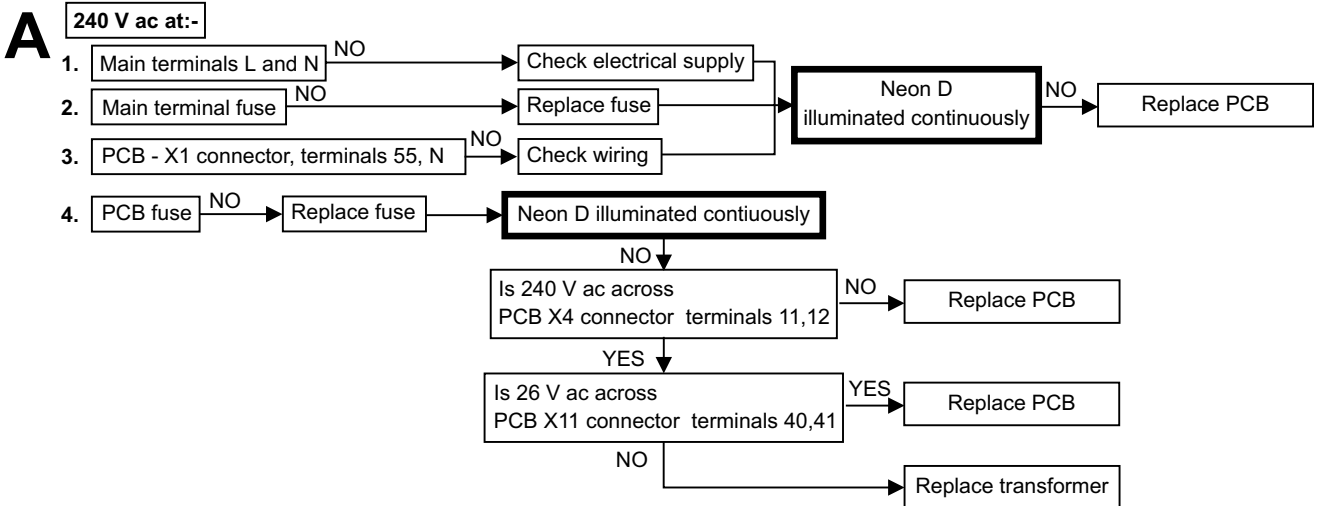 A
240 V ac at:-
1. Main terminals L and N NO Check electrical supply
2. Main terminal fuse NO Replace fuse
Neon D
illuminated continuously NO Replace PCB
3. PCB - X1 connector, terminals 55, N NO Check wiring
4. PCB fuse NO Replace fuse Neon D illuminated contiuously
NO
Is 240 V ac across
PCB X4 connector terminals 11,12 NO Replace PCB
YES
Is 26 V ac across
PCB X11 connector terminals 40,41 YES Replace PCB
NO
Replace transformer